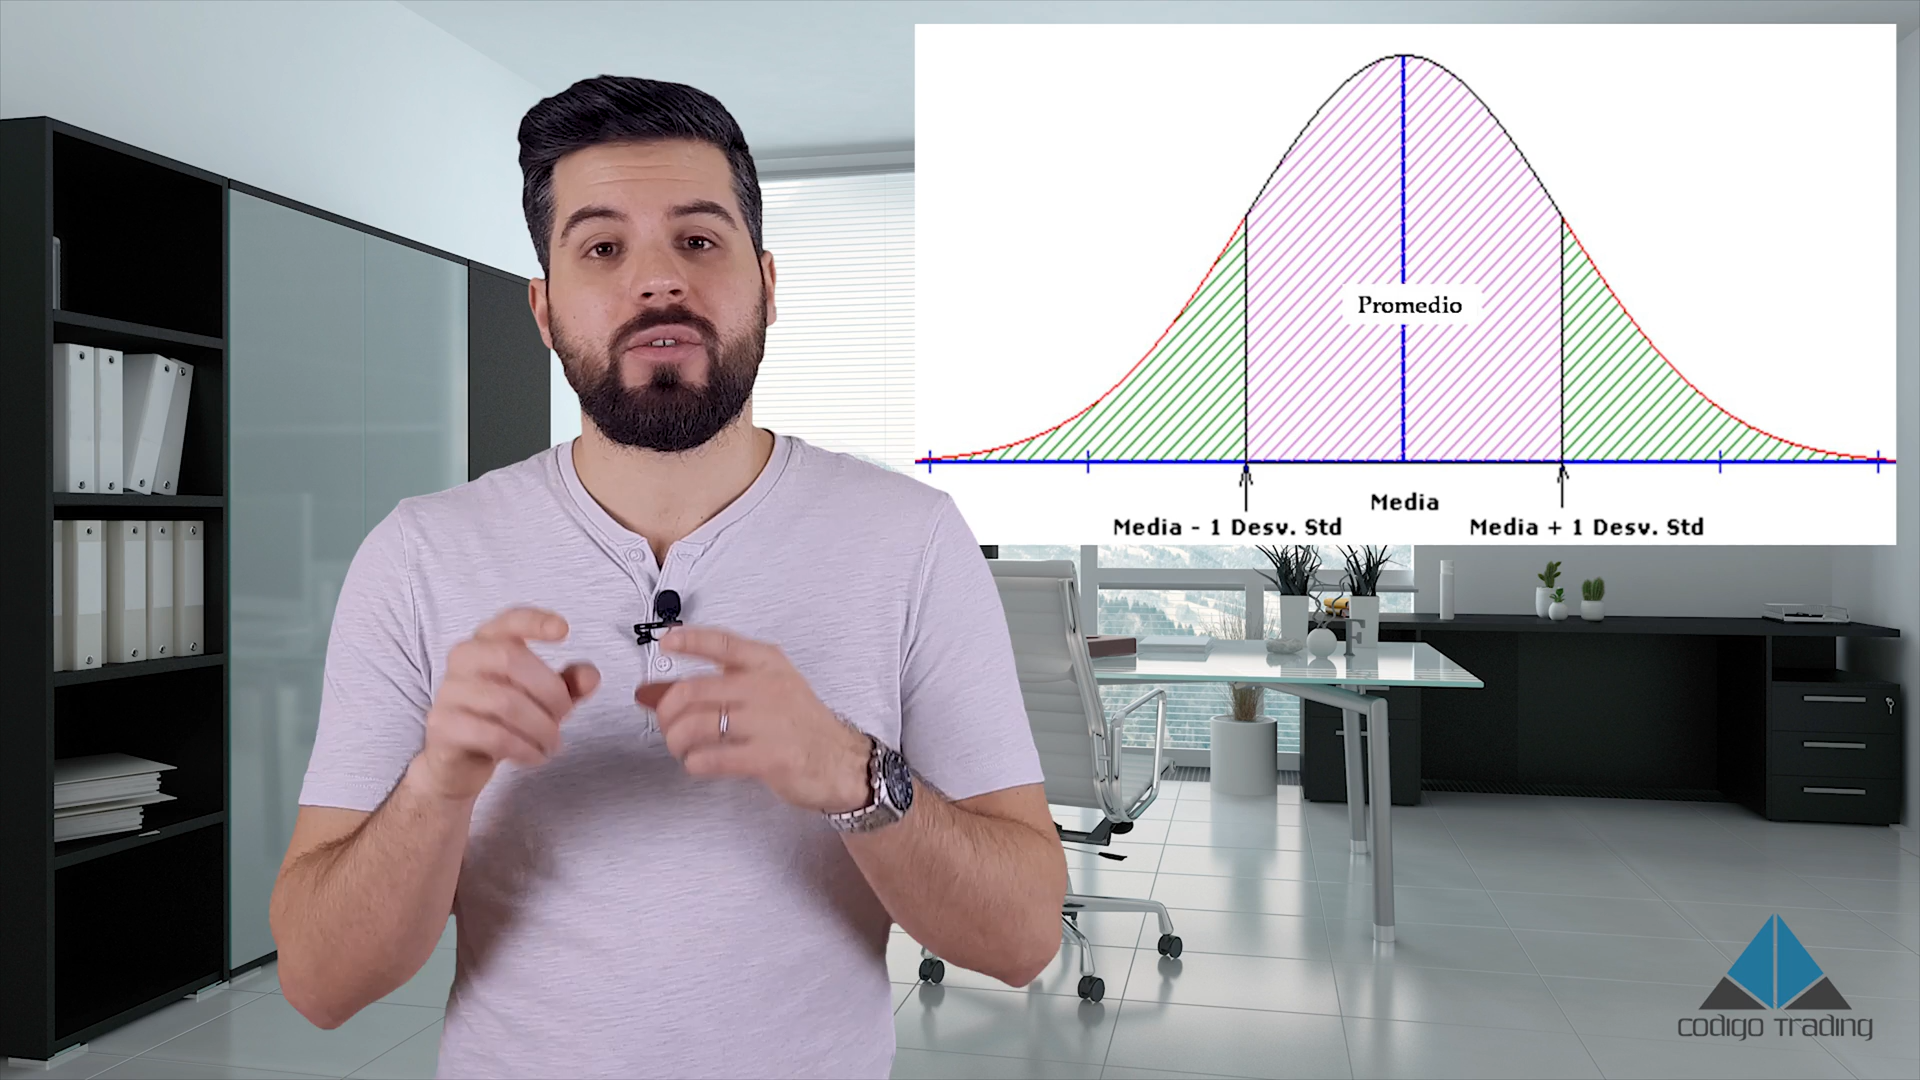 Promedio
Media
Media - 1 Desv. Std
Media + 1 Desv. Std
F
codigo Trading